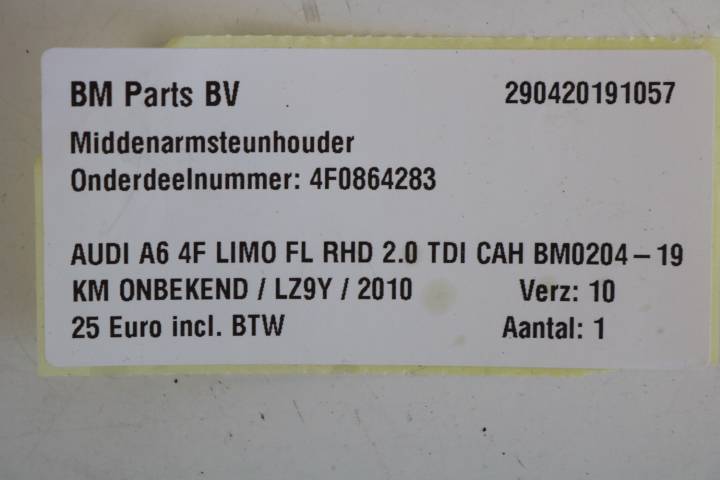 BM Parts BV 290420191057
Middenarmsteunhouder
Onderdeelnummer: 4F0864283
AUDI A6 4F LIMO FL RHD 2.0 TDI CAH BM0204-19
KM ONBEKEND / LZ9Y / 2010 Verz: 10
25 Euro incl. BTW Aantal: 1